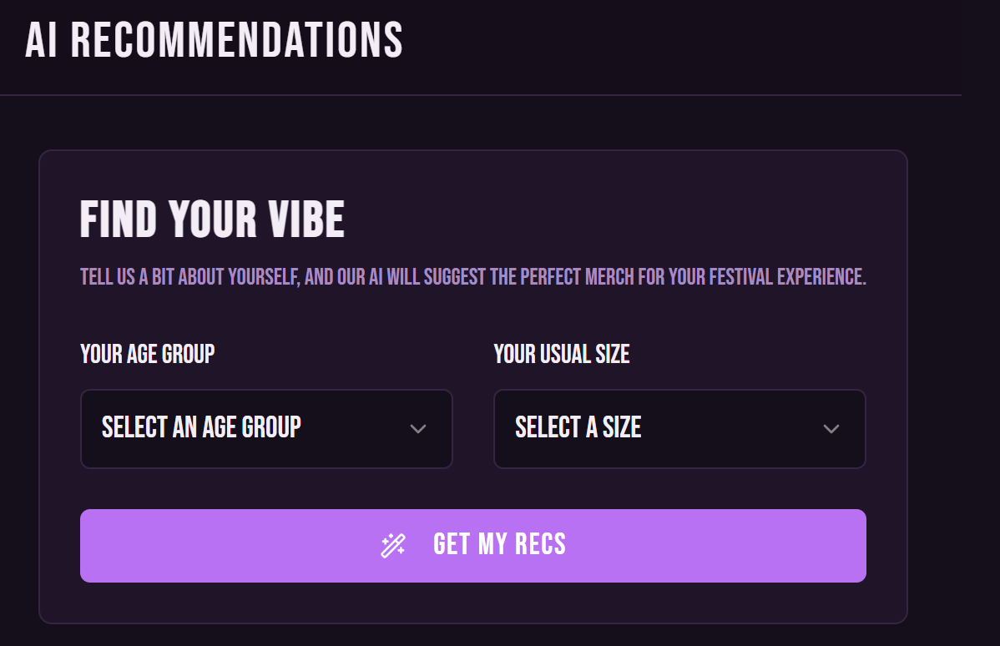 AI RECOMMENDATIONS
FIND YOUR VIBE
TELL US A BIT ABOUT YOURSELF, AND OUR AI WILL SUGGEST THE PERFECT MERCH FOR YOUR FESTIVAL EXPERIENCE.
YOUR AGE GROUP
YOUR USUAL SIZE
SELECT AN AGE GROUP
SELECT A SIZE
GET MY RECS